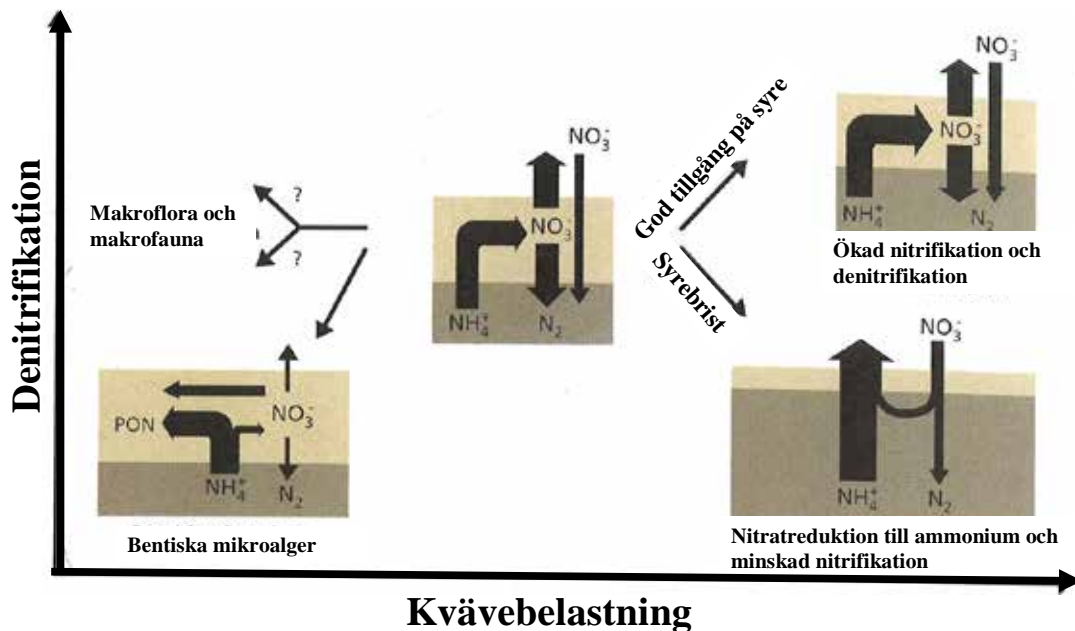 Denitrifikation
Makroflora och
makrofauna
?
?
NO₃⁻
NO₃⁻
NH₄⁺
N₂
God tillgång på syre
Syrebrist
NO₃⁻
NO₃⁻
NH₄⁺
N₂
Ökad nitrifikation och
denitrifikation
PON
NO₃⁻
NH₄⁺
N₂
Bentiska mikroalger
NO₃⁻
NH₄⁺
N₂
Nitratreduktion till ammonium och
minskad nitrifikation
Kvävebelastning